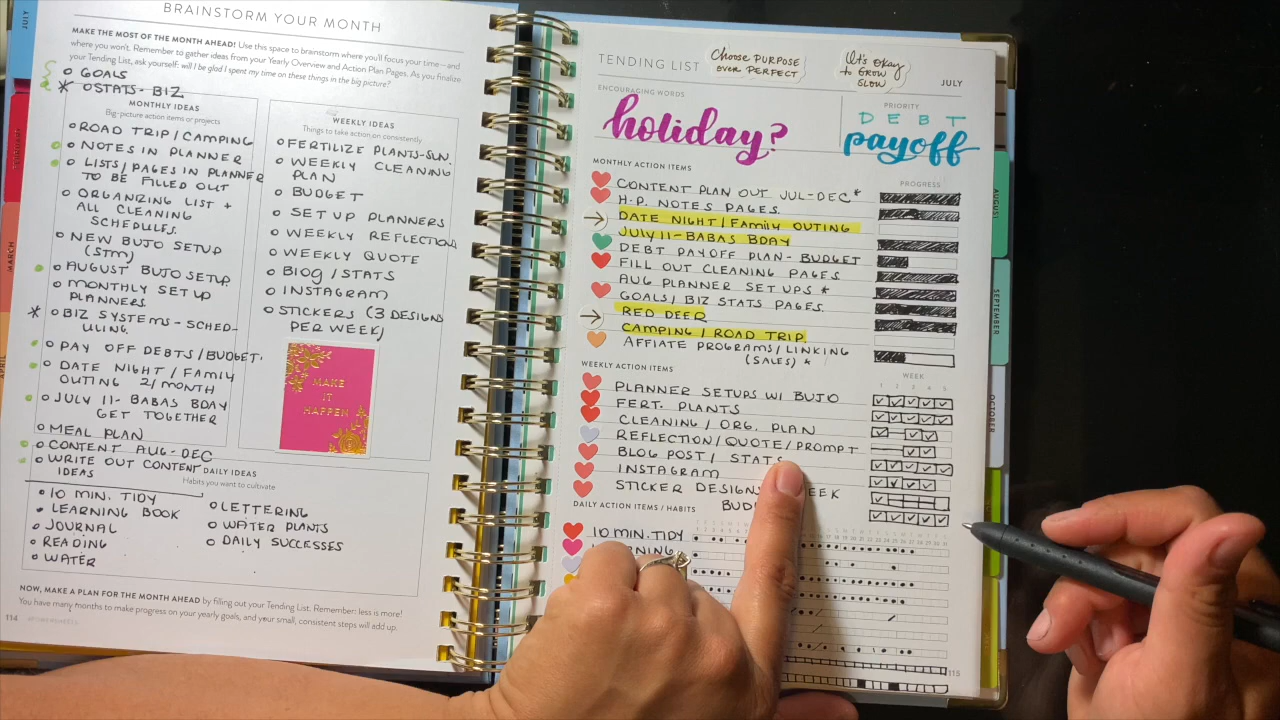 JULY
BRAINSTORM YOUR MONTH
MAKE THE MOST OF THE MONTH AHEAD! Use this space to brainstorm where you'll focus your time—and
where you won't. Remember to gather ideas from your Yearly Overview and Action Plan Pages. As you finalize
your Tending List, ask yourself: will I be glad I spent my time on these things in the big picture?
GOALS
STATS- BIZ
MONTHLY IDEAS
Big-picture action items or projects
ROAD TRIP / CAMPING
NOTES IN PLANNER
LISTS / PAGES IN PLANNER
TO BE FILLED OUT
ORGANIZING LIST +
ALL CLEANING
SCHEDULES.
NEW BUJO SETUP
(STM)
AUGUST BUJO SETUP
MONTHLY SET UP
PLANNERS
BIZ SYSTEMS - SCHED-
ULING
PAY OFF DEBTS / BUDGET.
DATE NIGHT / FAMILY
OUTING 2/MONTH
JULY 11- BABAS BDAY
GET TOGETHER
MEAL PLAN
CONTENT AUG-DEC
WRITE OUT CONTENT
IDEAS
WEEKLY IDEAS
Things to take action on consistently
FERTILIZE PLANTS-SUN.
WEEKLY CLEANING
PLAN
BUDGET
SET UP PLANNERS
WEEKLY REFLECTION
WEEKLY QUOTE
BLOG / STATS
INSTAGRAM
STICKERS (3 DESIGNS
PER WEEK)
MAKE
IT
HAPPEN
DAILY IDEAS
Habits you want to cultivate
10 MIN. TIDY
LEARNING BOOK
JOURNAL
READING
WATER
LETTERING
WATER PLANTS
DAILY SUCCESSES
NOW, MAKE A PLAN FOR THE MONTH AHEAD by filling out your Tending List. Remember: less is more!
You have many months to make progress on your yearly goals, and your small, consistent steps will add up.
114
MARCH
APRIL
TENDING LIST
Choose PURPOSE
over PERFECT
It's okay
to GROW
SLOW
JULY
ENCOURAGING WORDS
holiday?
PRIORITY
DEBT
payoff
MONTHLY ACTION ITEMS
PROGRESS
CONTENT PLAN OUT JUL-DEC*
H.P. NOTES PAGES
DATE NIGHT / FAMILY OUTING
JULY 11- BABAS BDAY
DEBT PAYOFF PLAN - BUDGET
FILL OUT CLEANING PAGES
AUG PLANNER SET UPS *
GOALS / BIZ STATS PAGES
RED DEER
CAMPING / ROAD TRIP
AFFIATE PROGRAMS / LINKING
(SALES) *
WEEKLY ACTION ITEMS
WEEK
1 2 3 4 5
PLANNER SETUPS W/ BUJO
FERT. PLANTS
CLEANING / ORG. PLAN
REFLECTION / QUOTE / PROMPT
BLOG POST / STATS
INSTAGRAM
STICKER DESIGNS
DAILY ACTION ITEMS / HABITS
10 MIN. TIDY
115
AUGUST
SEPTEMBER
OCTOBER